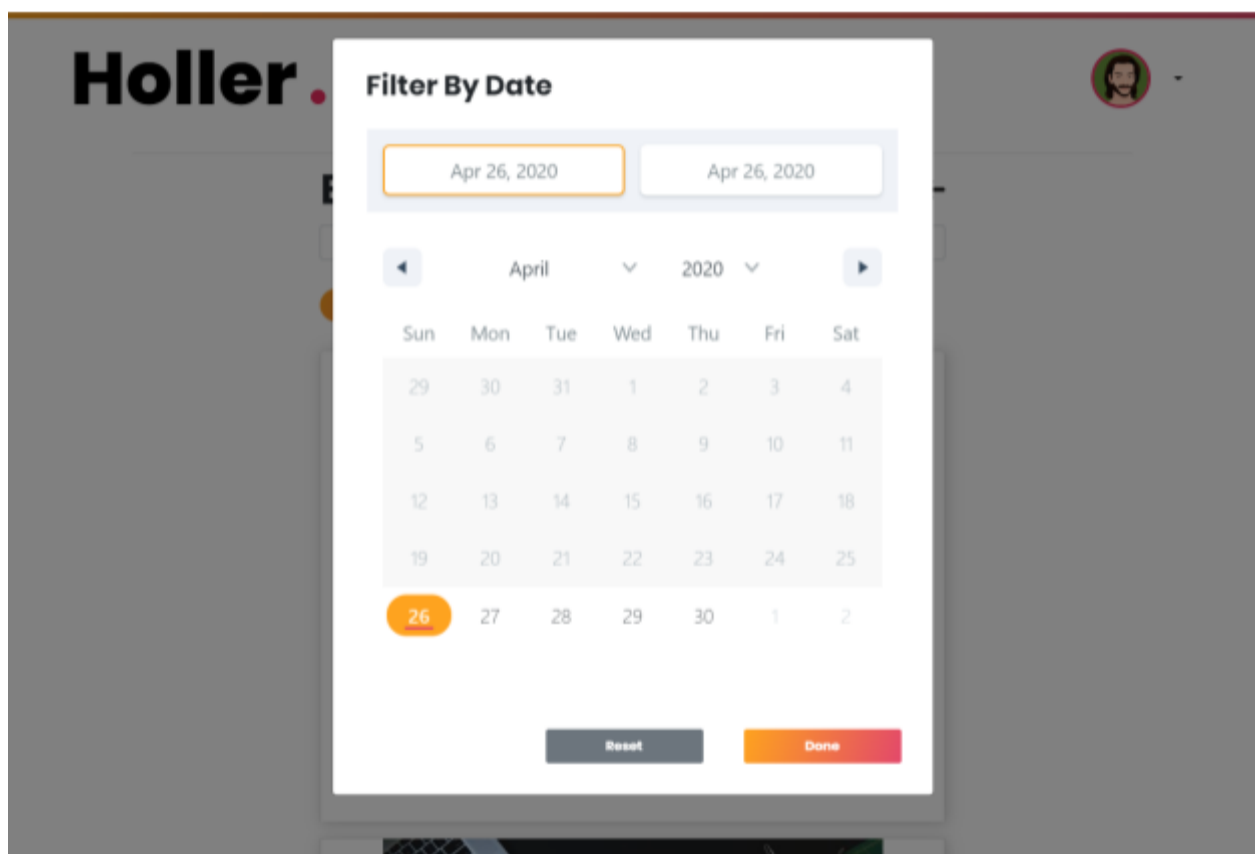 Holler.
Filter By Date
Apr 26, 2020 Apr 26, 2020
April 2020
Sun Mon Tue Wed Thu Fri Sat
29 30 31 1 2 3 4
5 6 7 8 9 10 11
12 13 14 15 16 17 18
19 20 21 22 23 24 25
26 27 28 29 30 1 2
Reset Done